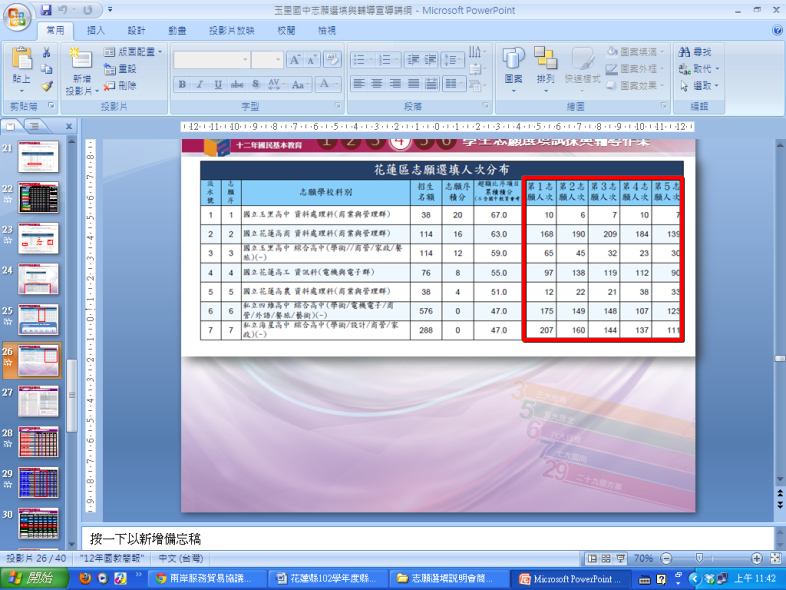 玉里國中志願選填與輔導宣導講綱 - Microsoft PowerPoint
常用 插入 設計 動畫 投影片放映 校閱 檢視
貼上
新增投影片
版面配置
重設
刪除
剪貼簿 投影片 字型 段落 繪圖 編輯
圖案 排列 快速樣式
圖案填滿
圖案外框
圖案效果
尋找
取代
選取
十二年國民基本教育 1 2 3 4 5 6 學生志願選填試探與輔導作業
花蓮區志願選填人次分布
流水號 志願序 志願學校科別 招生名額 志願序積分 超額比序項目累積積分 第1志願人次 第2志願人次 第3志願人次 第4志願人次 第5志願人次
1 1 國立玉里高中 資料處理科(商業與管理群) 38 20 67.0 10 6 7 10 7
2 2 國立花蓮高商 資料處理科(商業與管理群) 114 16 63.0 168 190 209 184 139
3 3 國立玉里高中 綜合高中(學術//商管/家政/餐旅)(-) 114 12 59.0 65 45 32 23 30
4 4 國立花蓮高工 資訊科(電機與電子群) 76 8 55.0 97 138 119 112 90
5 5 國立花蓮高農 資料處理科(商業與管理群) 38 4 51.0 12 22 21 38 33
6 6 私立四維高中 綜合高中(學術/電機電子/商管/外語/餐旅/藝術)(-) 576 0 47.0 175 149 148 107 123
7 7 私立海星高中 綜合高中(學術/設計/商管/家政)(-) 288 0 47.0 207 160 144 137 111
3
5
6
7
29 二十九個方案
21
22
23
24
25
26
27
28
29
30
按一下以新增備忘稿
投影片 26 / 40 "12年國教簡報" 中文 (台灣) 70%
開始 兩岸服務貿易協議... 花蓮縣102學年度縣... 志願選填說明會簡... Microsoft PowerPoint ... 上午 11:42